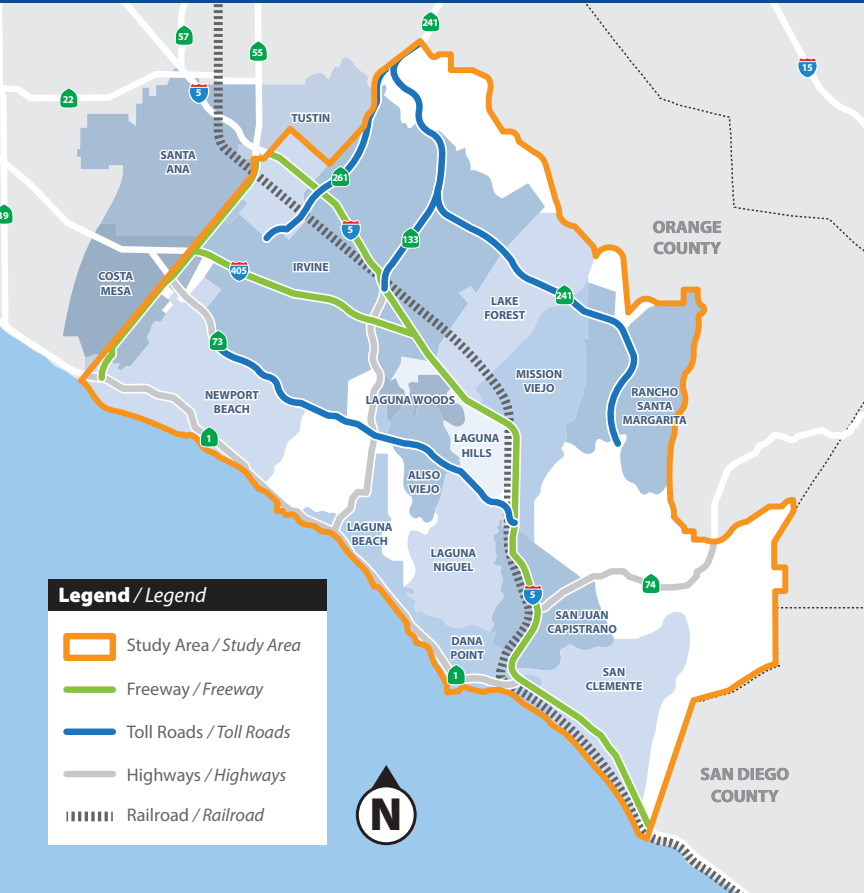 241
57
55
15
5
22
TUSTIN
SANTA
ANA
261
39
5
133
ORANGE
COUNTY
405
IRVINE
COSTA
MESA
LAKE
FOREST
241
73
MISSION
VIEJO
NEWPORT
BEACH
LAGUNA WOODS
RANCHO
SANTA
MARGARITA
1
LAGUNA
HILLS
ALISO
VIEJO
LAGUNA
BEACH
LAGUNA
NIGUEL
74
5
SAN JUAN
CAPISTRANO
DANA
POINT
1
SAN
CLEMENTE
SAN DIEGO
COUNTY
Legend / Legend
Study Area / Study Area
Freeway / Freeway
Toll Roads / Toll Roads
Highways / Highways
Railroad / Railroad
N